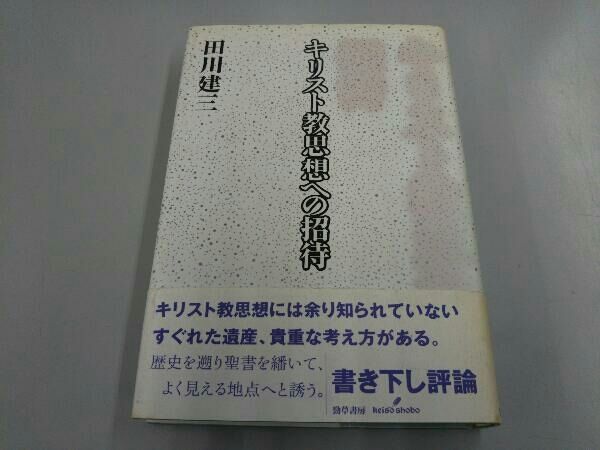 キリスト教思想への招待
田川建三
キリスト教思想には余り知られていない
すぐれた遺産、貴重な考え方がある。
歴史を遡り聖書を繙いて、
よく見える地点へと誘う。
書き下し評論
勁草書房 keiso shobo